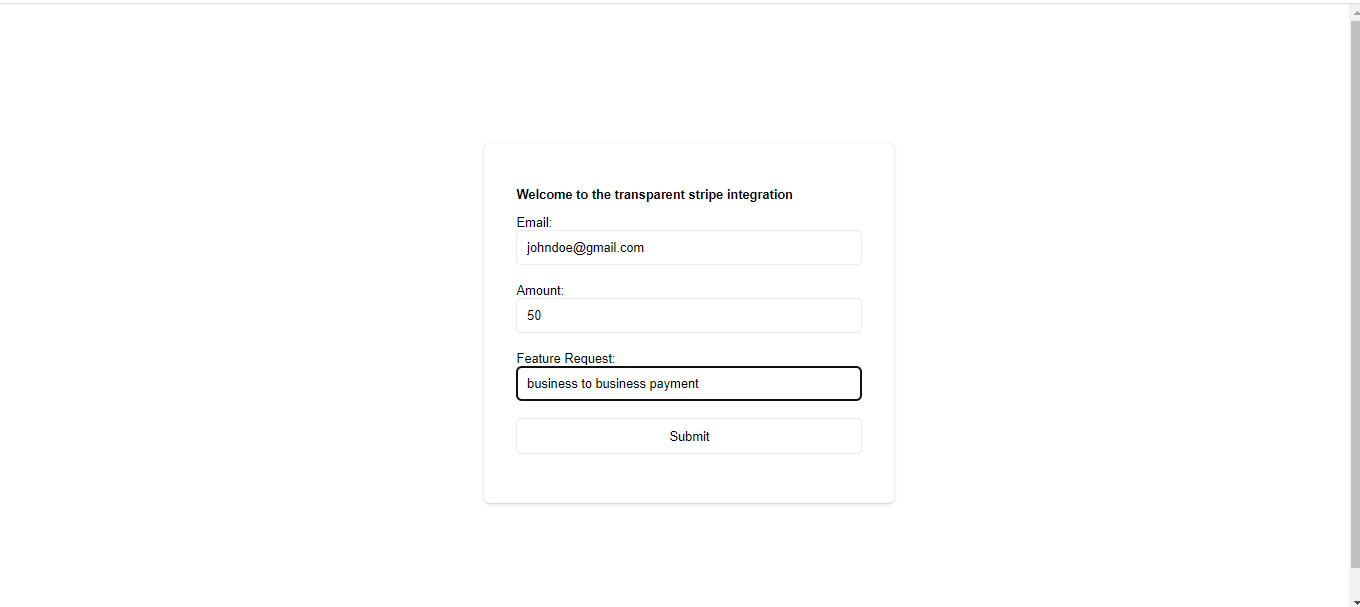 Welcome to the transparent stripe integration
Email:
johndoe@gmail.com
Amount:
50
Feature Request:
business to business payment
Submit